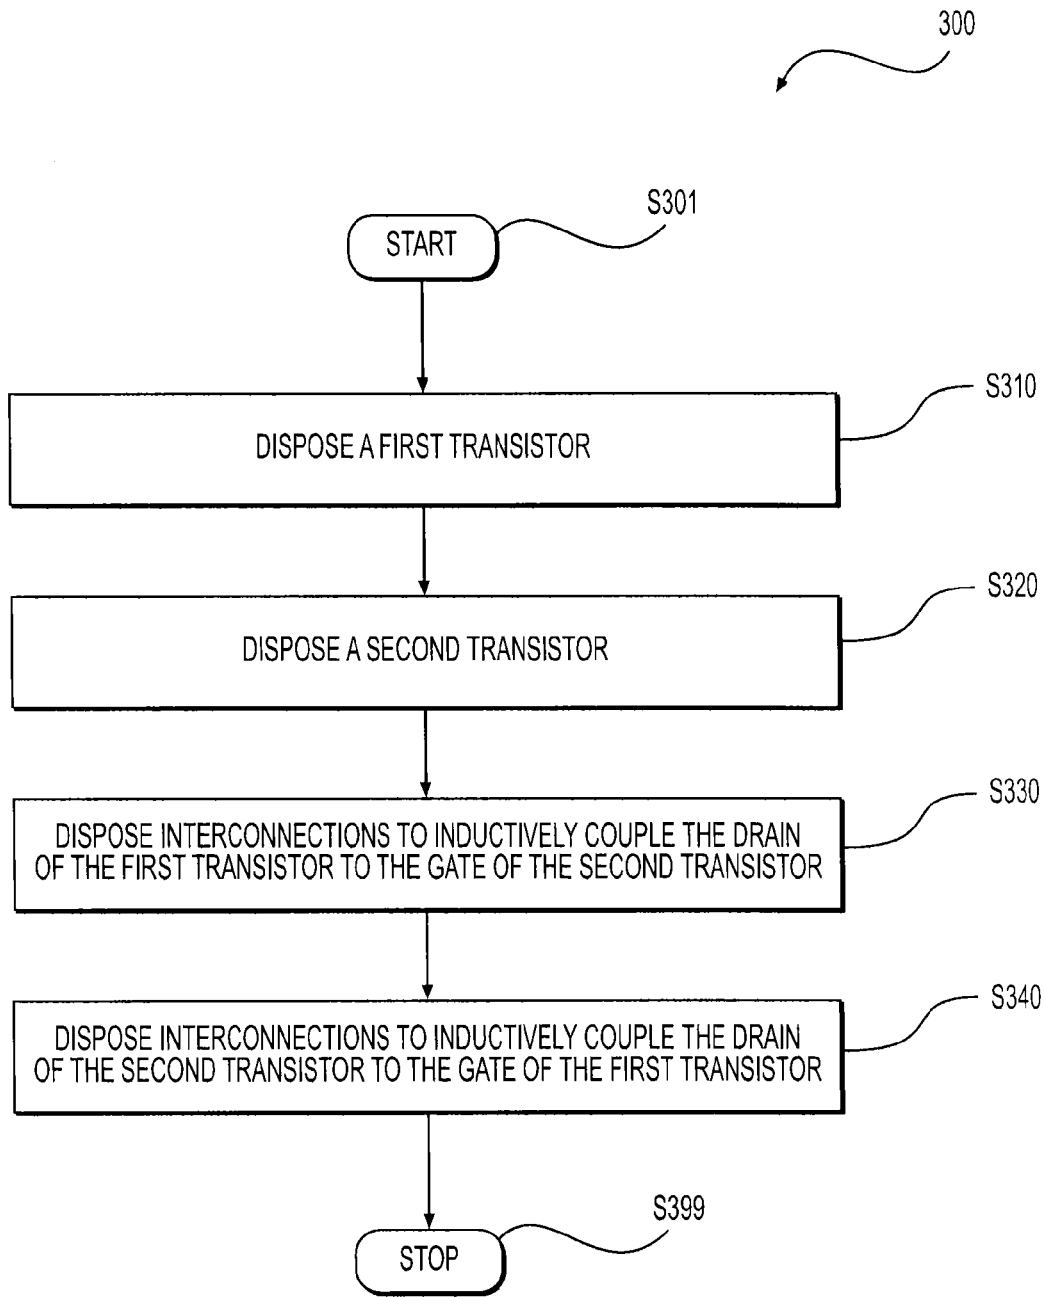 300
S301
START
S310
DISPOSE A FIRST TRANSISTOR
S320
DISPOSE A SECOND TRANSISTOR
S330
DISPOSE INTERCONNECTIONS TO INDUCTIVELY COUPLE THE DRAIN
OF THE FIRST TRANSISTOR TO THE GATE OF THE SECOND TRANSISTOR
S340
DISPOSE INTERCONNECTIONS TO INDUCTIVELY COUPLE THE DRAIN
OF THE SECOND TRANSISTOR TO THE GATE OF THE FIRST TRANSISTOR
S399
STOP